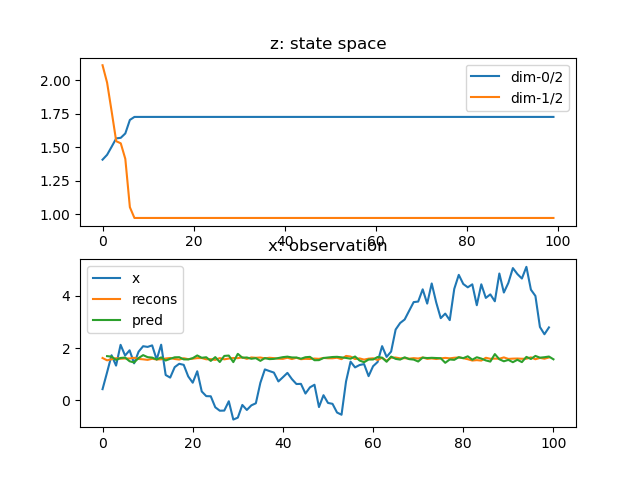 z: state space
2.00
1.75
1.50
1.25
1.00
dim-0/2
dim-1/2
0 20 40 60 80 100
x: observation
4
2
0
x
recons
pred
0 20 40 60 80 100